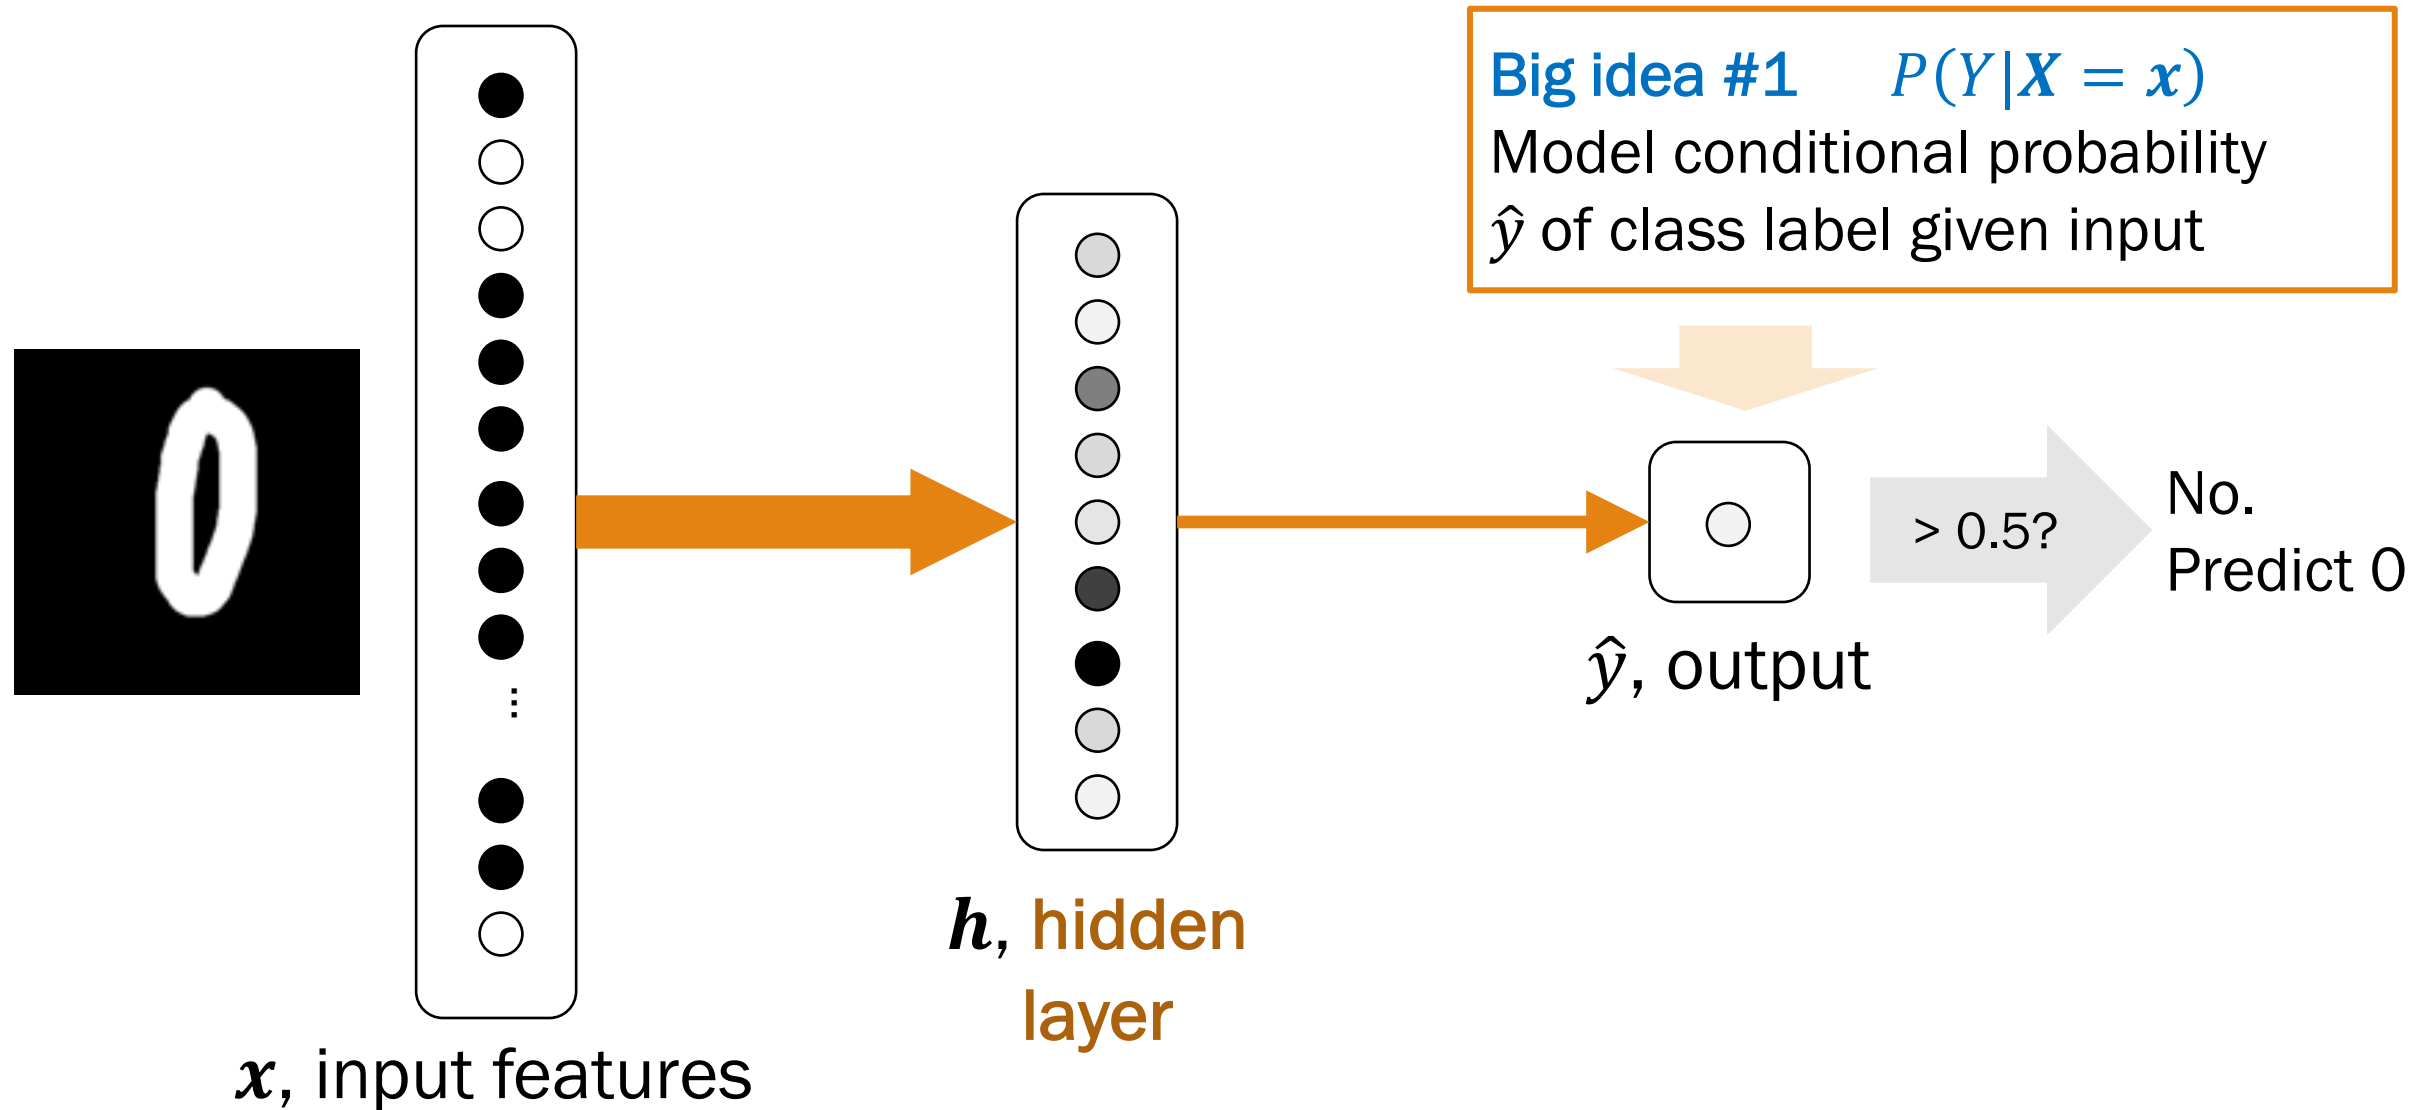 Big idea #1 P(Y|X = x)
Model conditional probability
ŷ of class label given input
0
⋮
> 0.5?
No.
Predict 0
ŷ, output
h, hidden
layer
x, input features